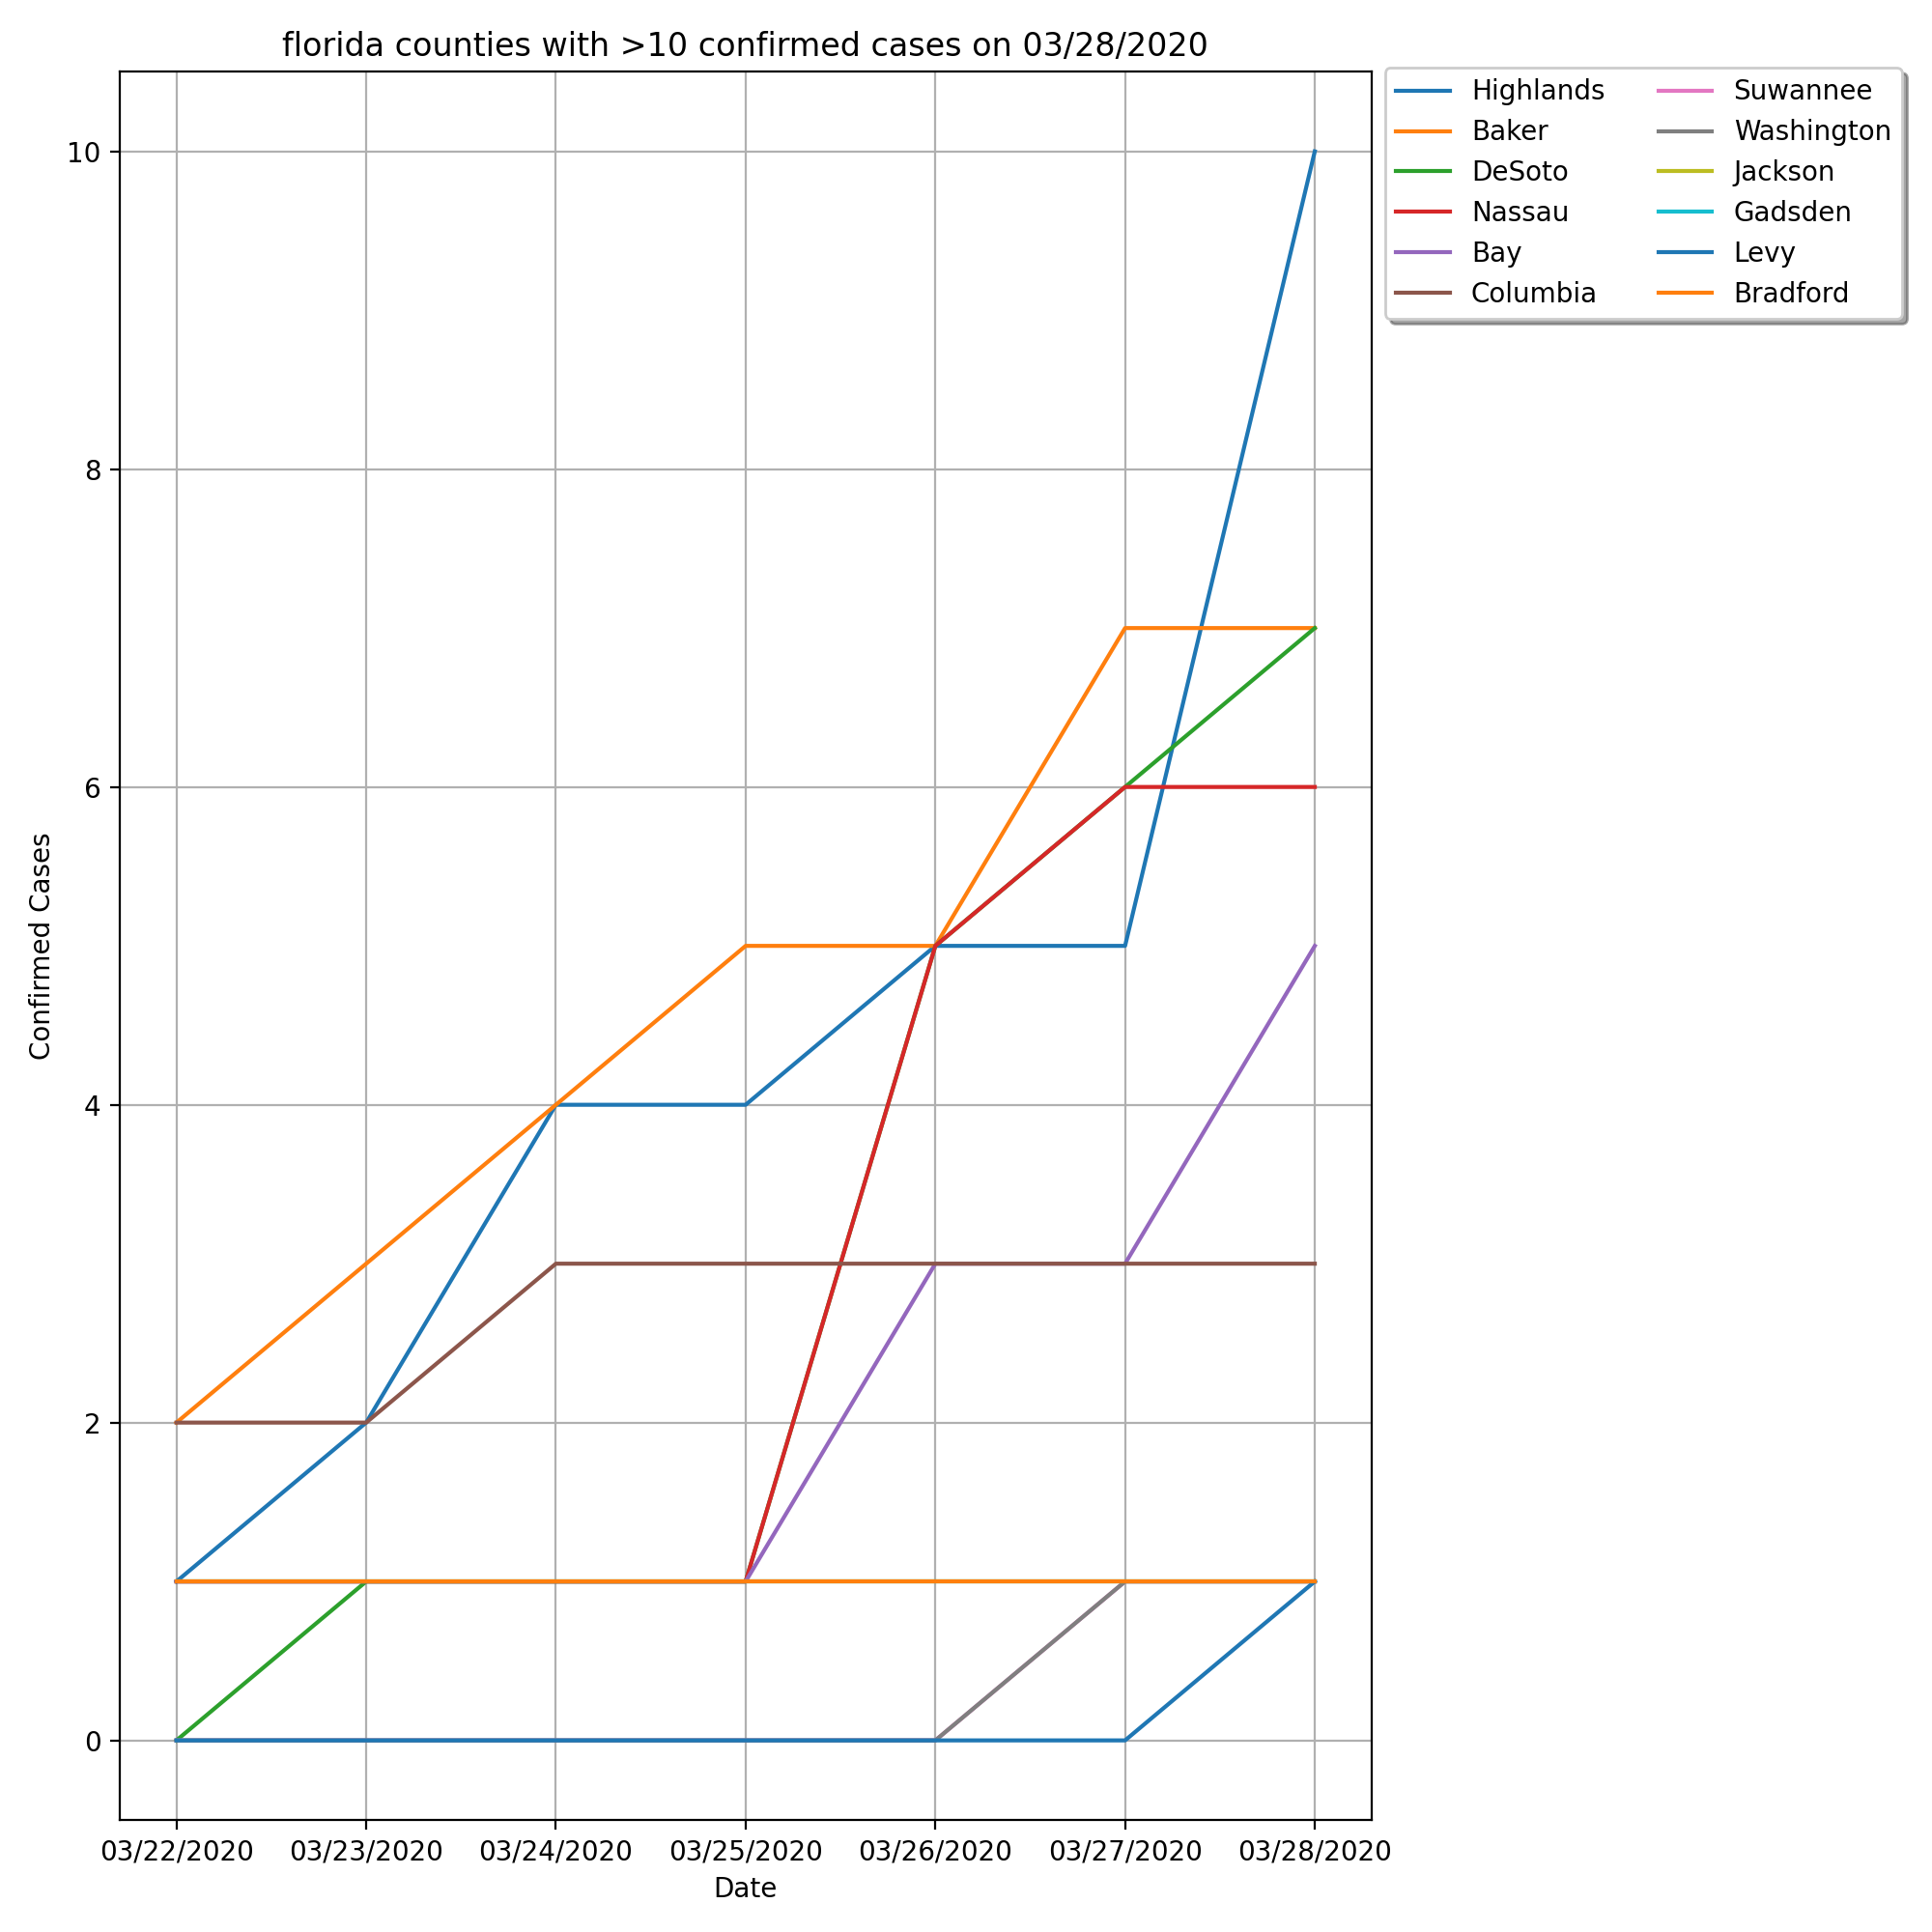 florida counties with >10 confirmed cases on 03/28/2020
Highlands
Baker
DeSoto
Nassau
Bay
Columbia
Suwannee
Washington
Jackson
Gadsden
Levy
Bradford
Confirmed Cases
10
8
6
4
2
0
03/22/2020 03/23/2020 03/24/2020 03/25/2020 03/26/2020 03/27/2020 03/28/2020
Date